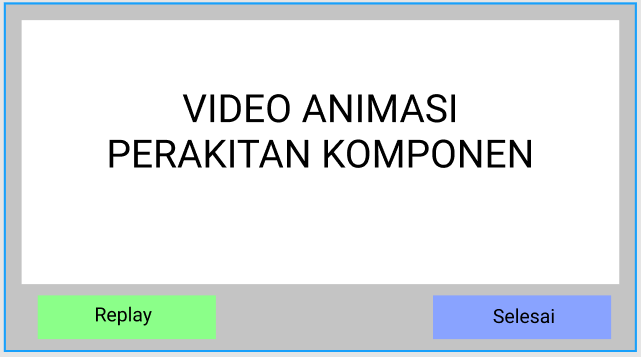 VIDEO ANIMASI
PERAKITAN KOMPONEN
Replay
Selesai